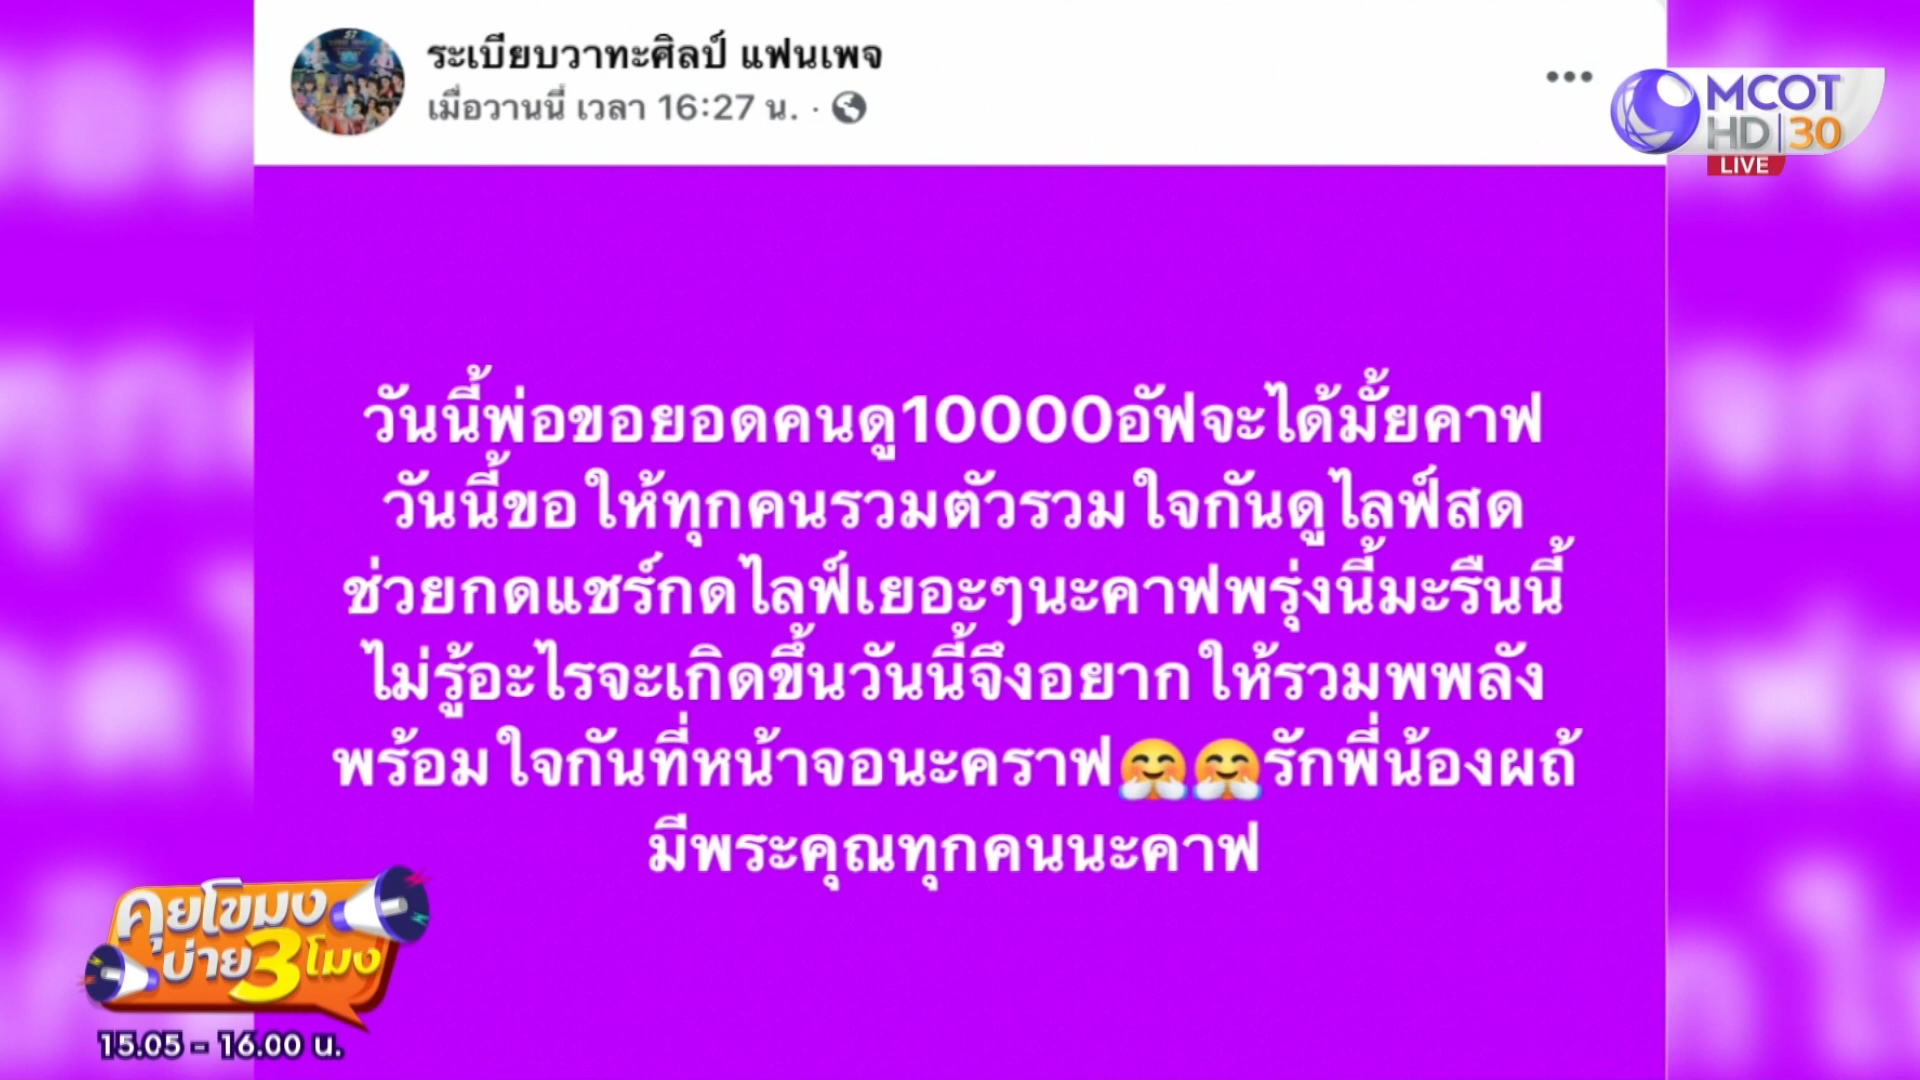 ระเบียบวาทะศิลป์ แฟนเพจ
เมื่อวานนี้ เวลา 16:27 น. ·
MCOT
HD 30
LIVE
วันนี้พ่อขอยอดคนดู10000อัฟจะได้มั้ยคาฟ
วันนี้ขอให้ทุกคนรวมตัวรวมใจกันดูไลฟ์สด
ช่วยกดแชร์กดไลฟ์เยอะๆนะคาฟพรุ่งนี้มะรืนนี้
ไม่รู้อะไรจะเกิดขึ้นวันนี้จึงอยากให้รวมพพลัง
พร้อมใจกันที่หน้าจอนะคราฟ🤗🤗รักพี่น้องผถ้
มีพระคุณทุกคนนะคาฟ
คุยโขมง
บ่าย3โมง
15.05 - 16.00 น.